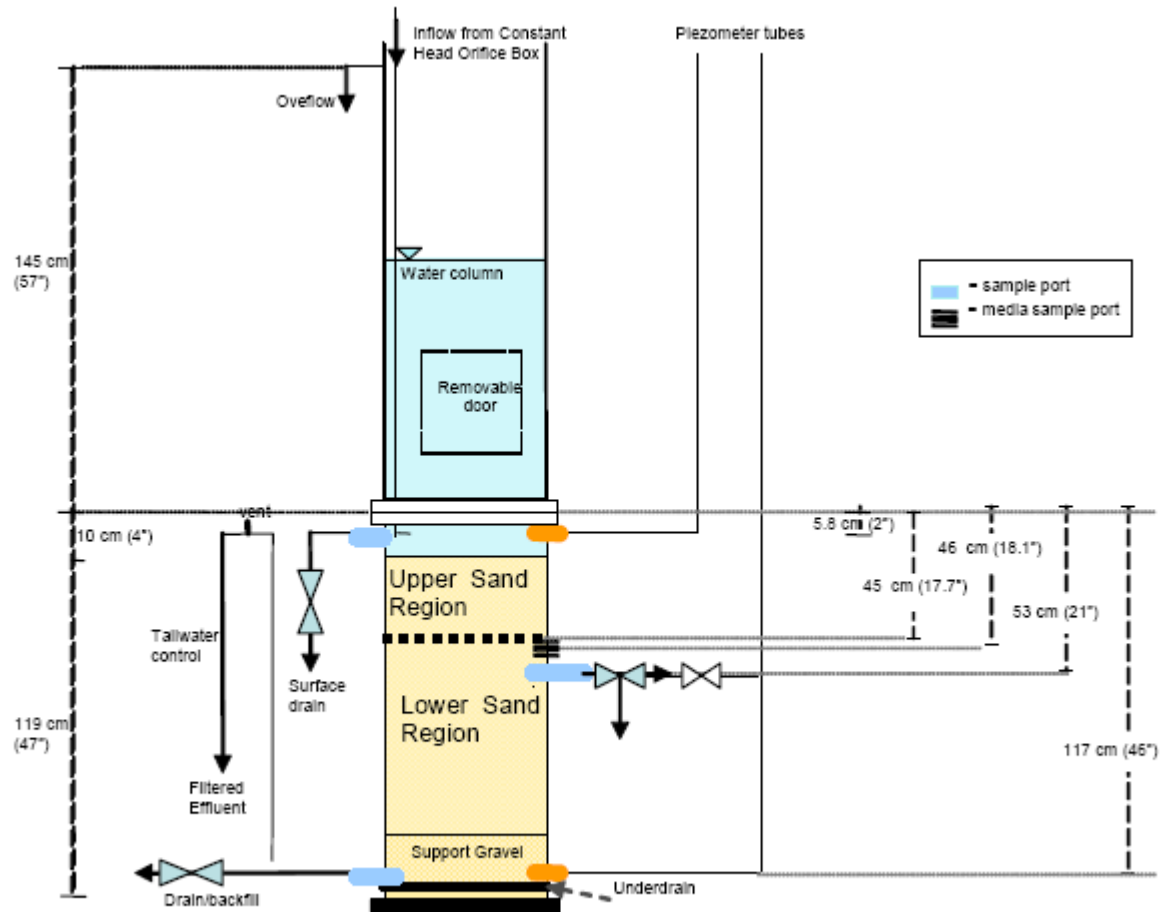 Inflow from Constant
Head Orifice Box
Piezometer tubes
Oveflow
145 cm
(57")
Water column
- sample port
- media sample port
Removable
door
vent
10 cm (4")
5.8 cm (2")
46 cm (18.1")
45 cm (17.7")
53 cm (21")
Upper Sand
Region
Tailwater
control
Surface
drain
Lower Sand
Region
119 cm
(47")
117 cm (46")
Filtered
Effluent
Support Gravel
Underdrain
Drain/backfill